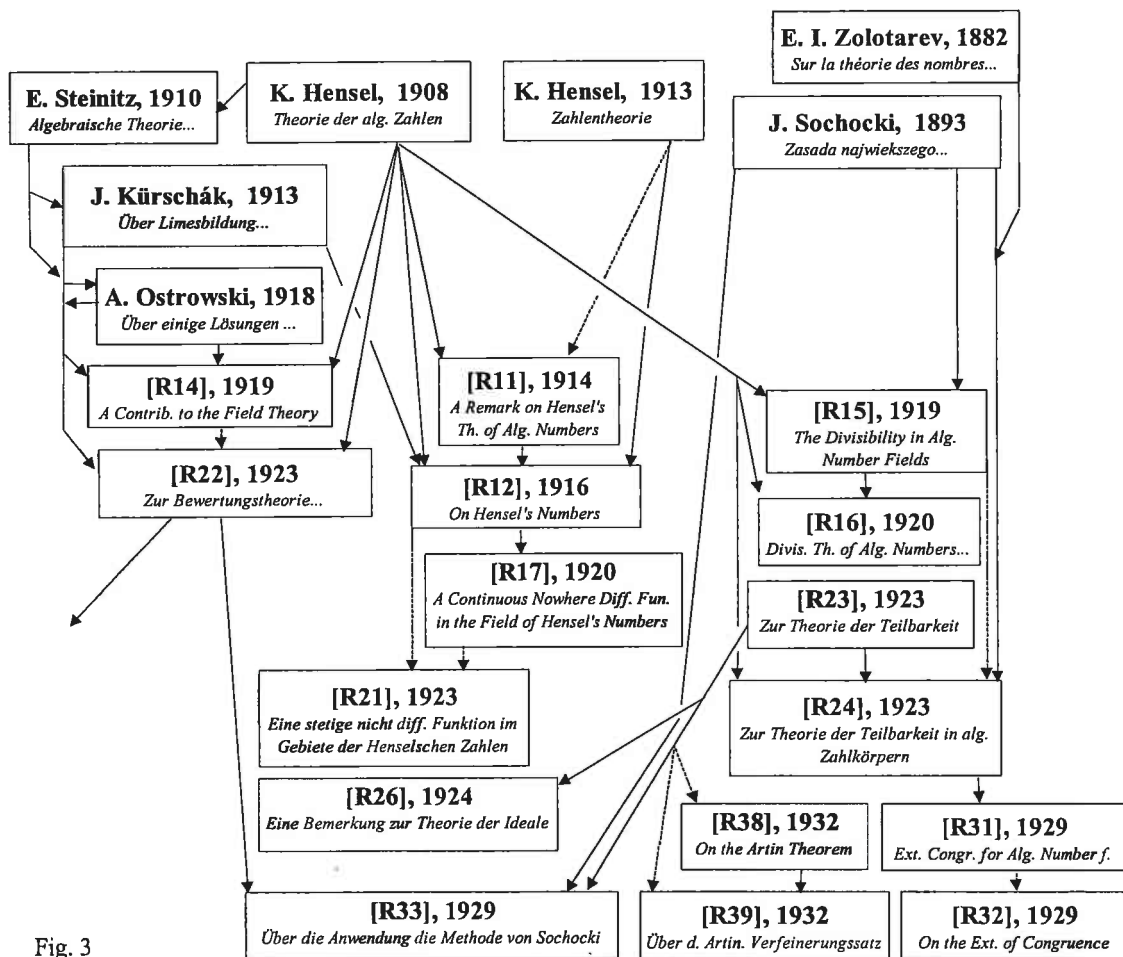 E. I. Zolotarev, 1882
Sur la théorie des nombres...
E. Steinitz, 1910
Algebraische Theorie...
K. Hensel, 1908
Theorie der alg. Zahlen
K. Hensel, 1913
Zahlentheorie
J. Sochocki, 1893
Zasada najwiekszego...
J. Kürschák, 1913
Über Limesbildung...
A. Ostrowski, 1918
Über einige Lösungen ...
[R14], 1919
A Contrib. to the Field Theory
[R11], 1914
A Remark on Hensel's
Th. of Alg. Numbers
[R15], 1919
The Divisibility in Alg.
Number Fields
[R22], 1923
Zur Bewertungstheorie...
[R12], 1916
On Hensel's Numbers
[R16], 1920
Divis. Th. of Alg. Numbers...
[R17], 1920
A Continuous Nowhere Diff. Fun.
in the Field of Hensel's Numbers
[R23], 1923
Zur Theorie der Teilbarkeit
[R21], 1923
Eine stetige nicht diff. Funktion im
Gebiete der Henselschen Zahlen
[R24], 1923
Zur Theorie der Teilbarkeit in alg.
Zahlkörpern
[R26], 1924
Eine Bemerkung zur Theorie der Ideale
[R38], 1932
On the Artin Theorem
[R31], 1929
Ext. Congr. for Alg. Number f.
[R33], 1929
Über die Anwendung die Methode von Sochocki
[R39], 1932
Über d. Artin. Verfeinerungssatz
[R32], 1929
On the Ext. of Congruence
Fig. 3